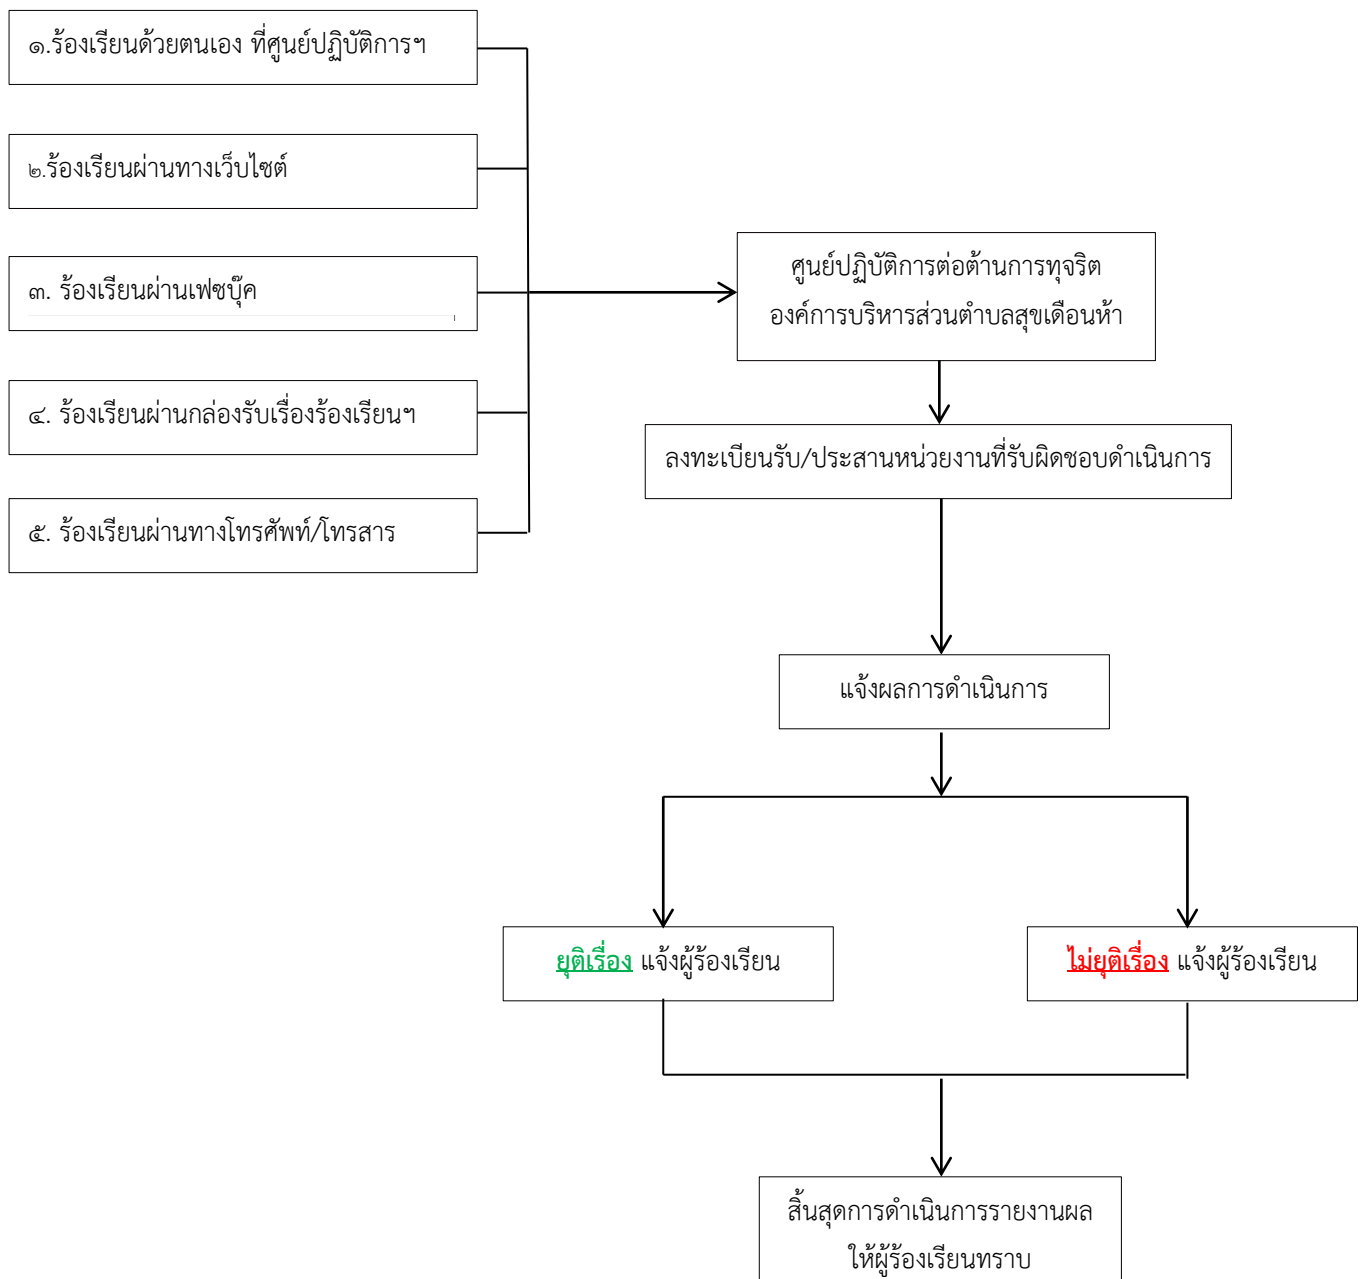 ๑.ร้องเรียนด้วยตนเอง ที่ศูนย์ปฏิบัติการฯ
๒.ร้องเรียนผ่านทางเว็บไซต์
๓. ร้องเรียนผ่านเฟซบุ๊ค
๔. ร้องเรียนผ่านกล่องรับเรื่องร้องเรียนฯ
๕. ร้องเรียนผ่านทางโทรศัพท์/โทรสาร
ศูนย์ปฏิบัติการต่อต้านการทุจริต
องค์การบริหารส่วนตำบลสุขเดือนห้า
ลงทะเบียนรับ/ประสานหน่วยงานที่รับผิดชอบดำเนินการ
แจ้งผลการดำเนินการ
ยุติเรื่อง แจ้งผู้ร้องเรียน
ไม่ยุติเรื่อง แจ้งผู้ร้องเรียน
สิ้นสุดการดำเนินการรายงานผล
ให้ผู้ร้องเรียนทราบ